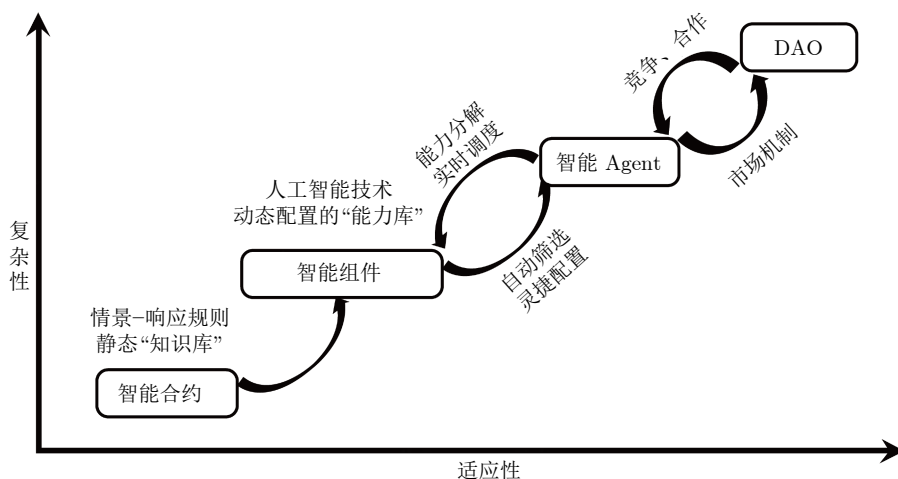 竞争、合作
DAO
能力分解
实时调度
智能 Agent
市场机制
人工智能技术
动态配置的“能力库”
智能组件
自动筛选
灵捷配置
复杂性
情景-响应规则
静态“知识库”
智能合约
适应性